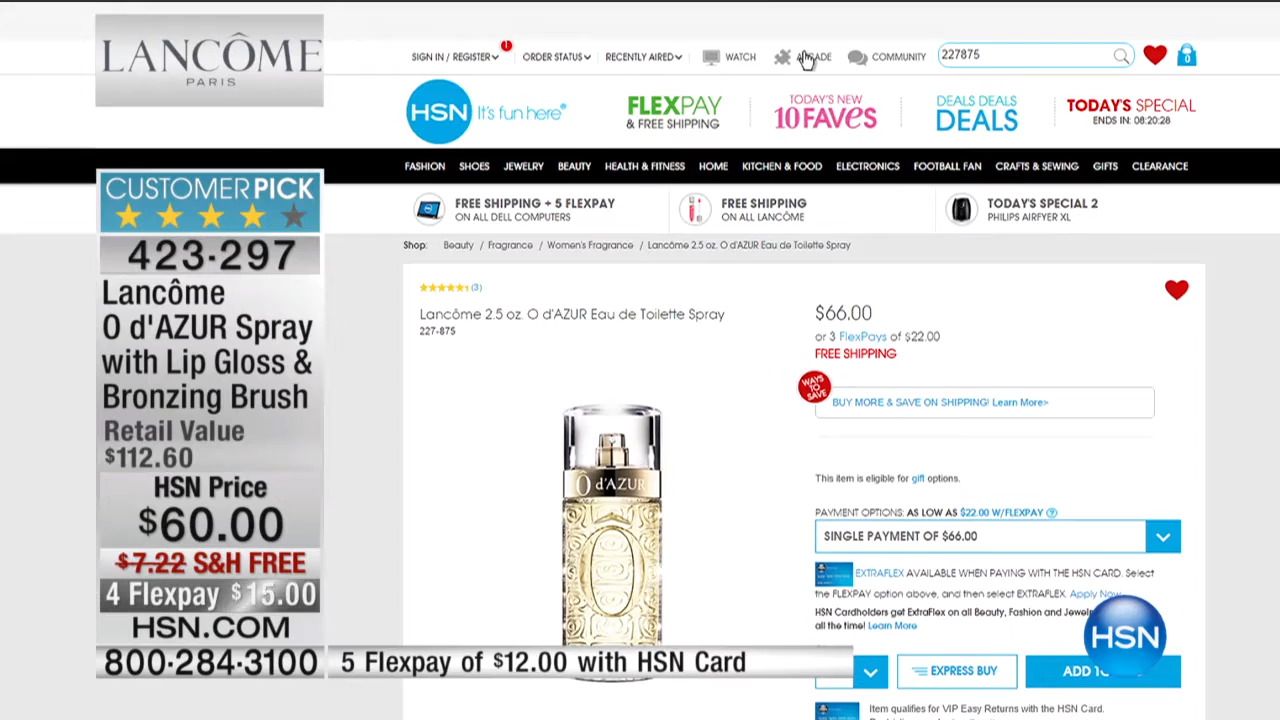 LANCÔME
PARIS
CUSTOMER PICK
423-297
Lancôme
O d'AZUR Spray
with Lip Gloss &
Bronzing Brush
Retail Value
$112.60
HSN Price
$60.00
$7.22 S&H FREE
4 Flexpay $15.00
HSN.COM
800-284-3100
5 Flexpay of $12.00 with HSN Card
SIGN IN / REGISTER
1
ORDER STATUS
RECENTLY AIRED
WATCH
COMMUNITY
227875
0
HSN It's fun here®
FLEXPAY
& FREE SHIPPING
TODAY'S NEW
10 FAVES
DEALS DEALS
DEALS
TODAY'S SPECIAL
ENDS IN: 08:20:28
FASHION SHOES JEWELRY BEAUTY HEALTH & FITNESS HOME KITCHEN & FOOD ELECTRONICS FOOTBALL FAN CRAFTS & SEWING GIFTS CLEARANCE
FREE SHIPPING + 5 FLEXPAY
ON ALL DELL COMPUTERS
FREE SHIPPING
ON ALL LANCÔME
TODAY'S SPECIAL 2
PHILIPS AIRFYER XL
Shop: Beauty / Fragrance / Women's Fragrance / Lancôme 2.5 oz. O d'AZUR Eau de Toilette Spray
(3)
Lancôme 2.5 oz. O d'AZUR Eau de Toilette Spray
227-875
Ô d'AZUR
$66.00
or 3 FlexPays of $22.00
FREE SHIPPING
WAYS
TO
SAVE
BUY MORE & SAVE ON SHIPPING! Learn More>
This item is eligible for gift options.
PAYMENT OPTIONS: AS LOW AS $22.00 W/FLEXPAY ?
SINGLE PAYMENT OF $66.00
EXTRAFLEX AVAILABLE WHEN PAYING WITH THE HSN CARD. Select
the FLEXPAY option above, and then select EXTRAFLEX. Apply Now
HSN Cardholders get ExtraFlex on all Beauty, Fashion and
all the time! Learn More
HSN
EXPRESS BUY
ADD
Item qualifies for VIP Easy Returns with the HSN Card.